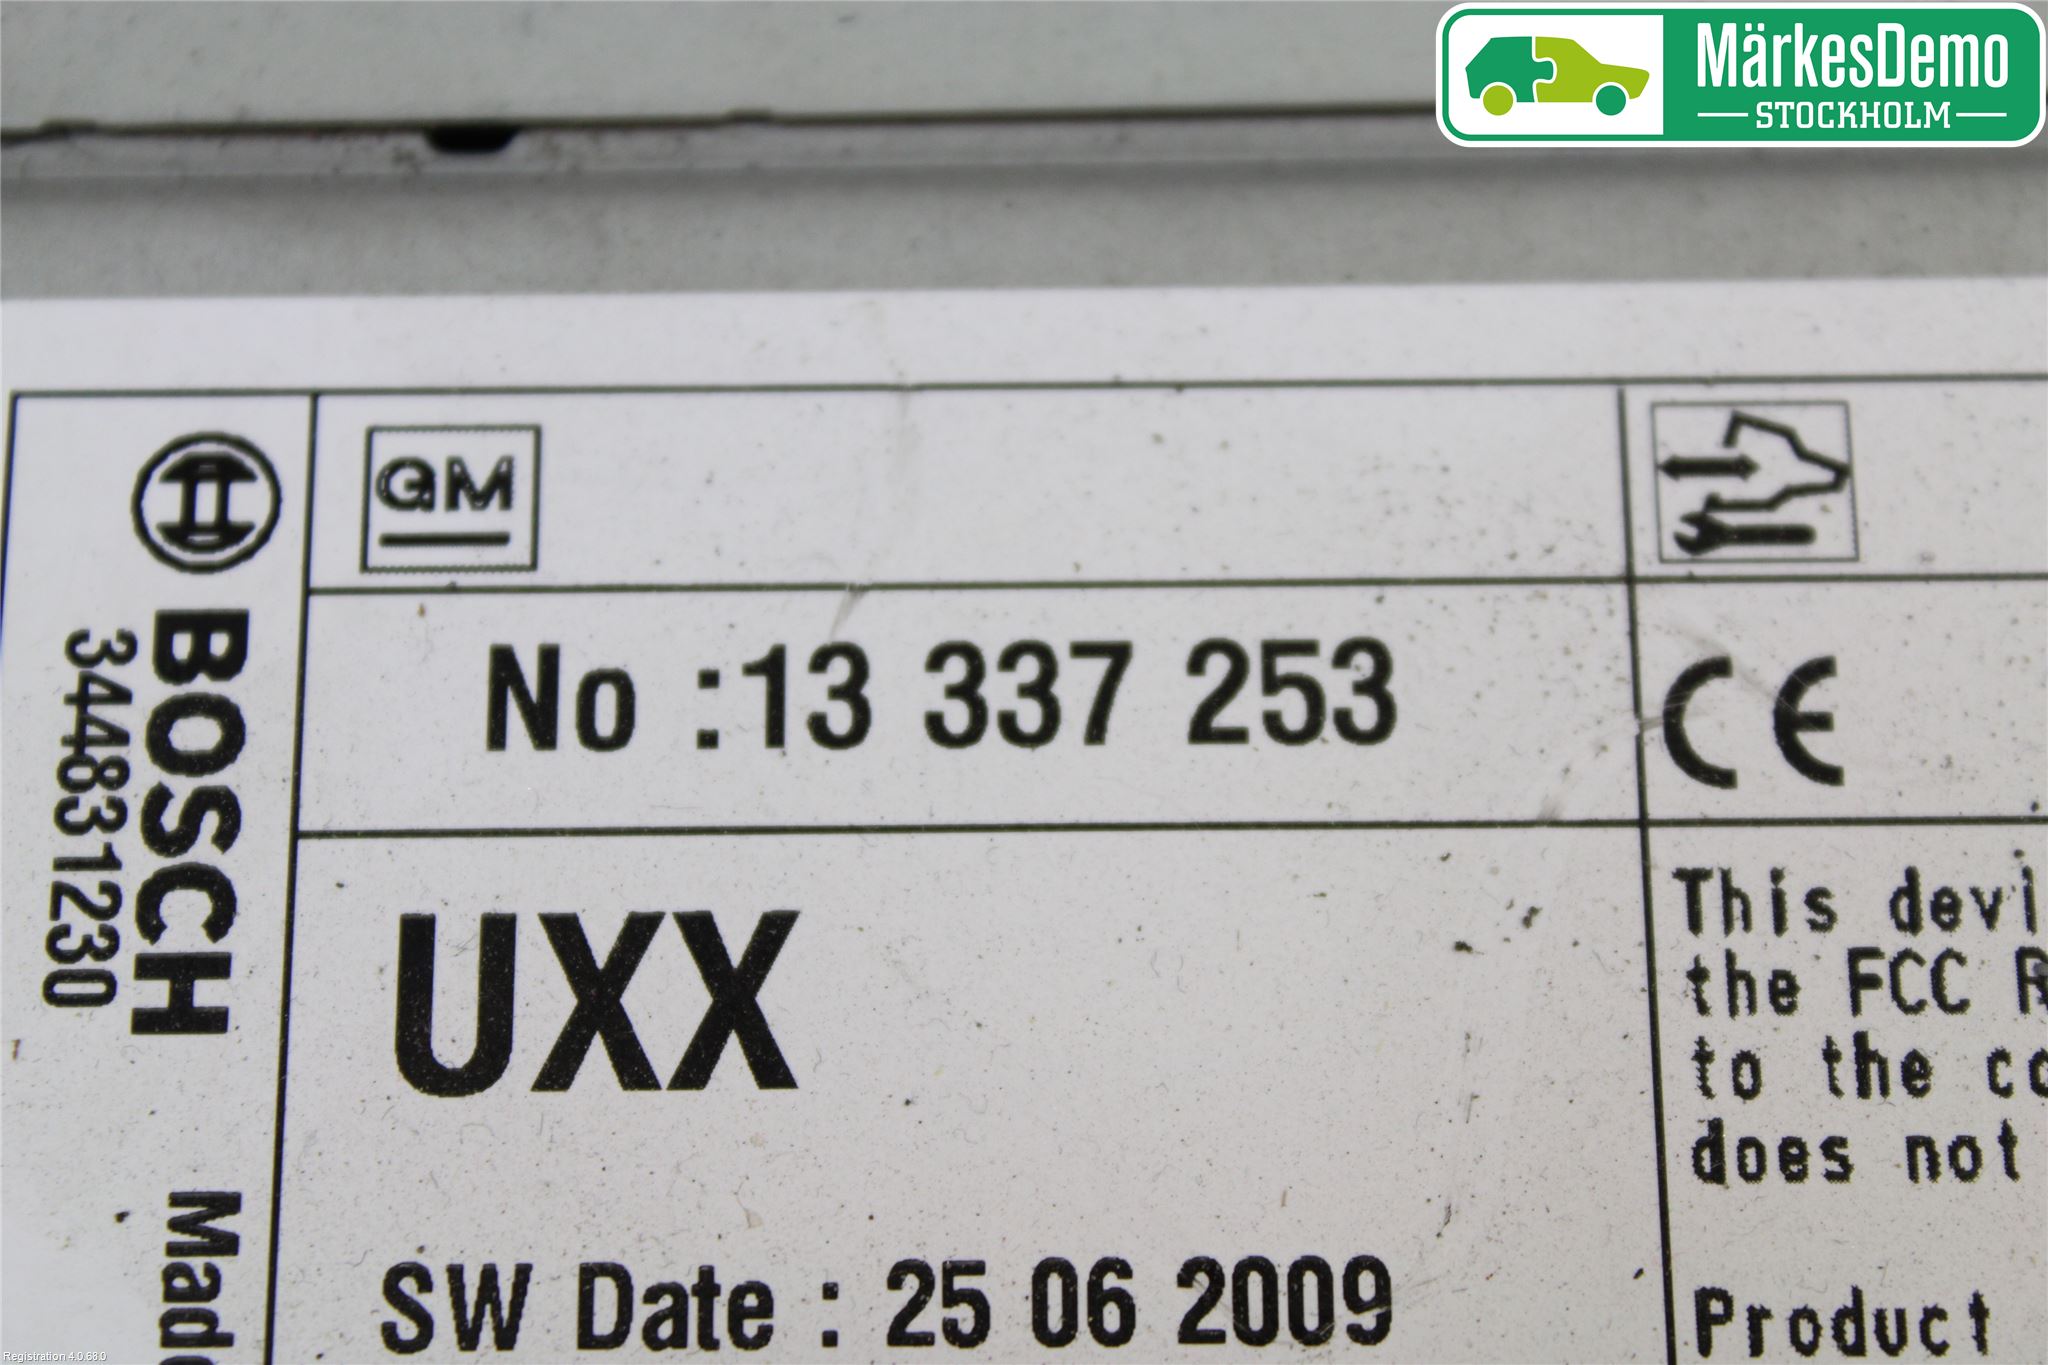 MärkesDemo
STOCKHOLM
GM
No :13 337 253
BOSCH
344831230
CE
UXX
This devi
the FCC R
to the co
does not
Made
SW Date : 25 06 2009
Product
Registration 4.0.68.0